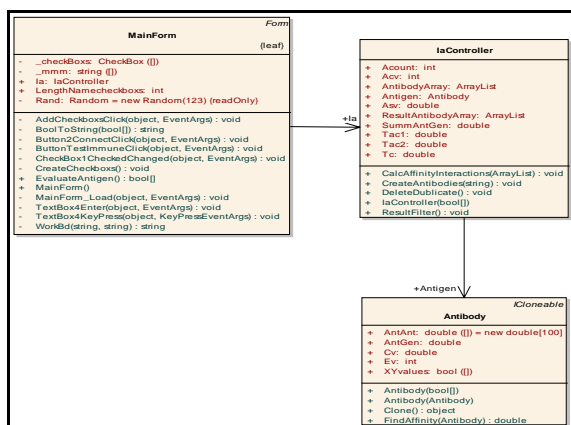 Form
MainForm
{leaf}
- _checkBoxs: CheckBox ([])
- _mmm: string ([])
+ Ia: IaController
+ LengthNamecheckboxs: int
- Rand: Random = new Random(123) {readOnly}
- AddCheckboxsClick(object, EventArgs) : void
- BoolToString(bool[]) : string
- Button2ConnectClick(object, EventArgs) : void
- ButtonTestImmuneClick(object, EventArgs) : void
- CheckBox1CheckedChanged(object, EventArgs) : void
- CreateCheckboxs() : void
+ EvaluateAntigen() : bool[]
+ MainForm()
- MainForm_Load(object, EventArgs) : void
- TextBox4Enter(object, EventArgs) : void
- TextBox4KeyPress(object, KeyPressEventArgs) : void
- WorkBd(string, string) : string
+Ia
IaController
+ Acount: int
+ Acv: int
+ AntibodyArray: ArrayList
+ Antigen: Antibody
+ Asv: double
+ ResultAntibodyArray: ArrayList
+ SummAntGen: double
+ Tac1: double
+ Tac2: double
+ Tc: double
+ CalcAffinityInteractions(ArrayList) : void
+ CreateAntibodies(string) : void
+ DeleteDublicate() : void
+ IaController(bool[])
+ ResultFilter() : void
+Antigen
ICloneable
Antibody
+ AntAnt: double ([]) = new double[100]
+ AntGen: double
+ Cv: double
+ Ev: int
+ XYvalues: bool ([])
+ Antibody(bool[])
+ Antibody(Antibody)
+ Clone() : object
+ FindAffinity(Antibody) : double